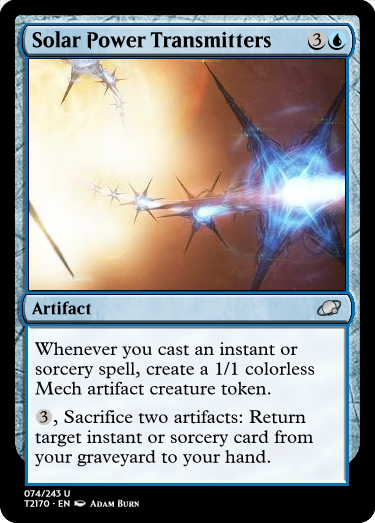 Solar Power Transmitters 3
Artifact
Whenever you cast an instant or
sorcery spell, create a 1/1 colorless
Mech artifact creature token.
3, Sacrifice two artifacts: Return
target instant or sorcery card from
your graveyard to your hand.
074/243 U
T2170 • EN Adam Burn